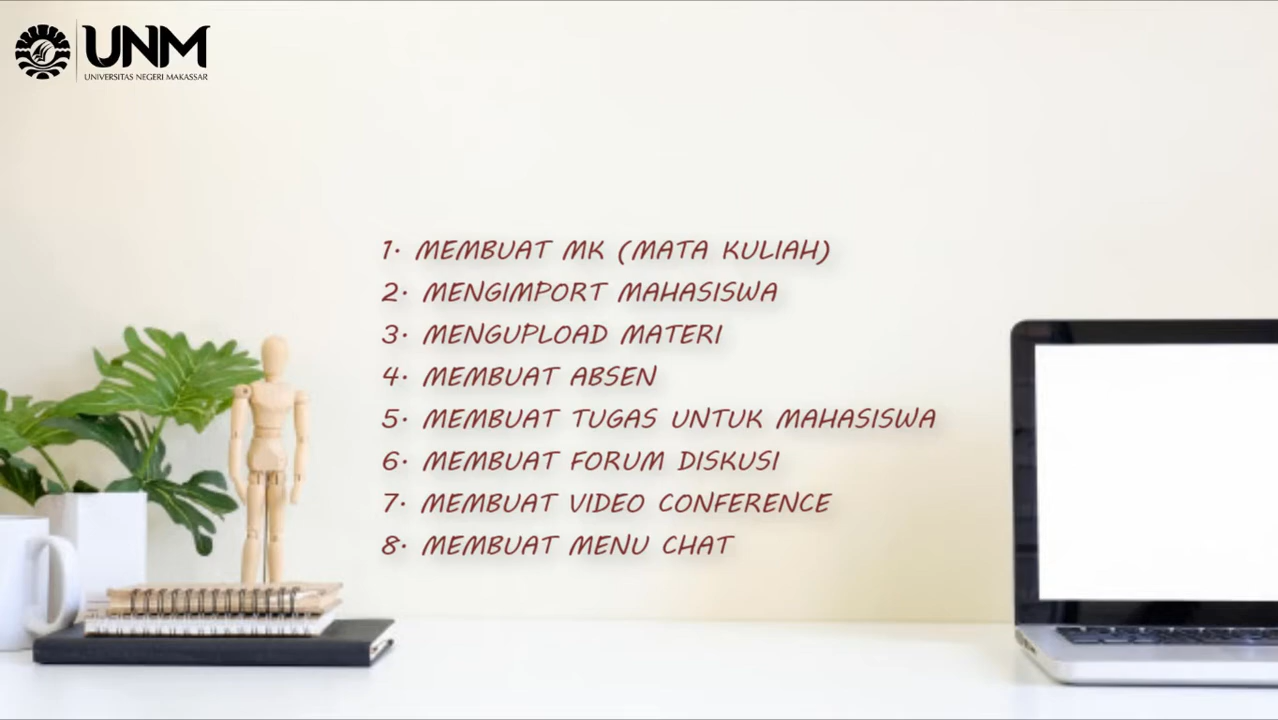 UNM
UNIVERSITAS NEGERI MAKASSAR
1. MEMBUAT MK (MATA KULIAH)
2. MENGIMPORT MAHASISWA
3. MENGUPLOAD MATERI
4. MEMBUAT ABSEN
5. MEMBUAT TUGAS UNTUK MAHASISWA
6. MEMBUAT FORUM DISKUSI
7. MEMBUAT VIDEO CONFERENCE
8. MEMBUAT MENU CHAT